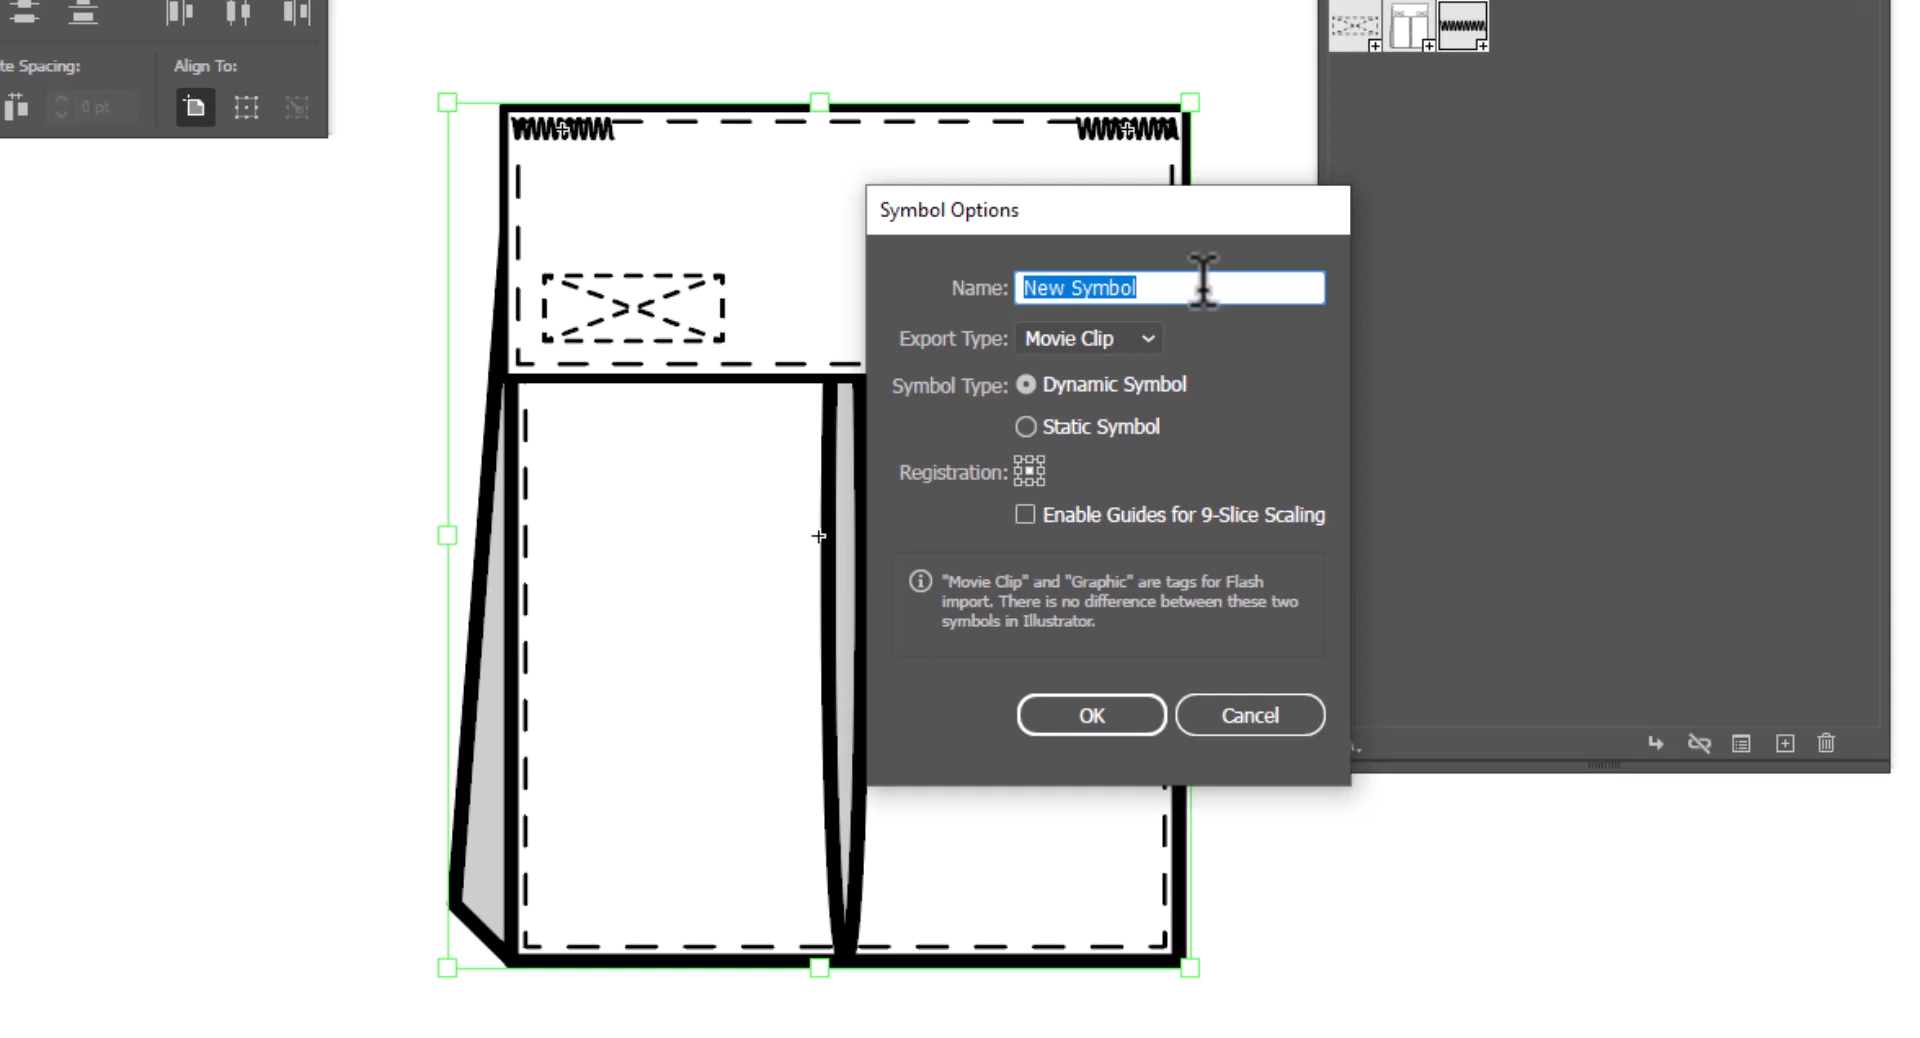 te Spacing:
Align To:
0 pt
Symbol Options
Name: New Symbol
Export Type: Movie Clip
Symbol Type: Dynamic Symbol
Static Symbol
Registration:
Enable Guides for 9-Slice Scaling
"Movie Clip" and "Graphic" are tags for Flash
import. There is no difference between these two
symbols in Illustrator.
OK
Cancel